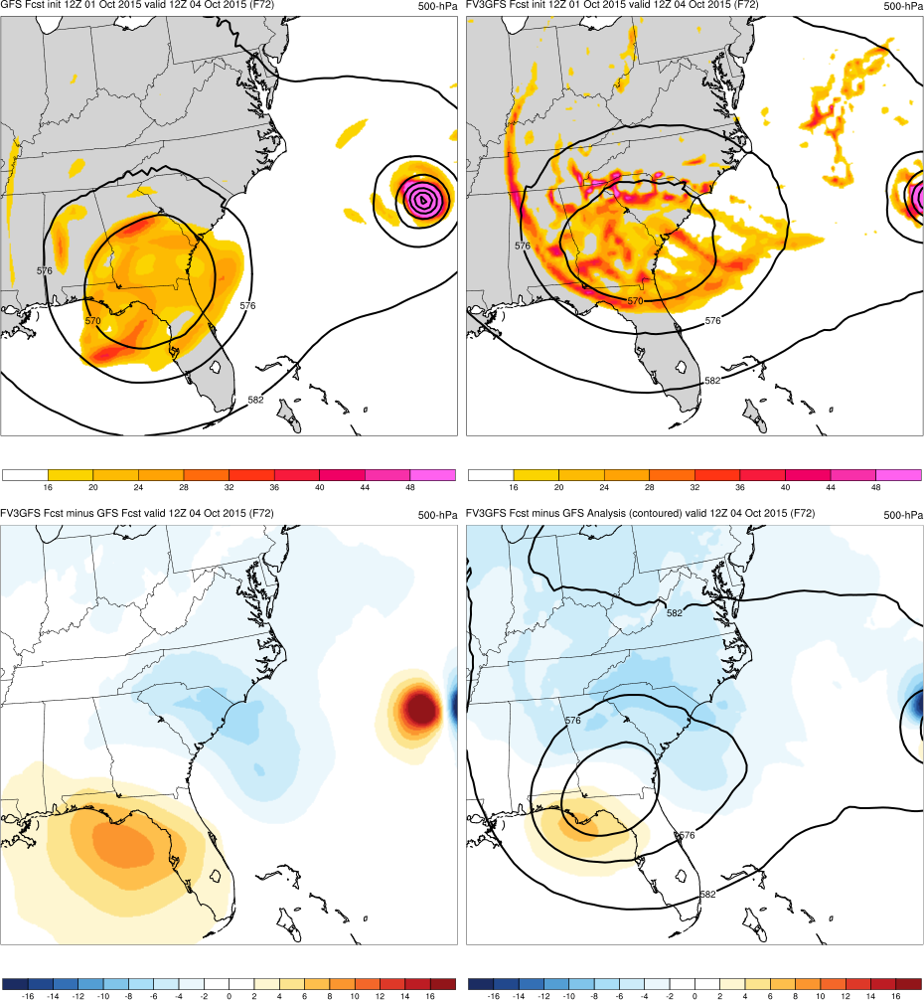 GFS Fcst init 12Z 01 Oct 2015 valid 12Z 04 Oct 2015 (F72) 500-hPa
FV3GFS Fcst init 12Z 01 Oct 2015 valid 12Z 04 Oct 2015 (F72) 500-hPa
576
570
576
582
576
570
576
582
16 20 24 28 32 36 40 44 48
16 20 24 28 32 36 40 44 48
FV3GFS Fcst minus GFS Fcst valid 12Z 04 Oct 2015 (F72) 500-hPa
FV3GFS Fcst minus GFS Analysis (contoured) valid 12Z 04 Oct 2015 (F72) 500-hPa
582
576
576
582
-16 -14 -12 -10 -8 -6 -4 -2 0 2 4 6 8 10 12 14 16
-16 -14 -12 -10 -8 -6 -4 -2 0 2 4 6 8 10 12 14 16